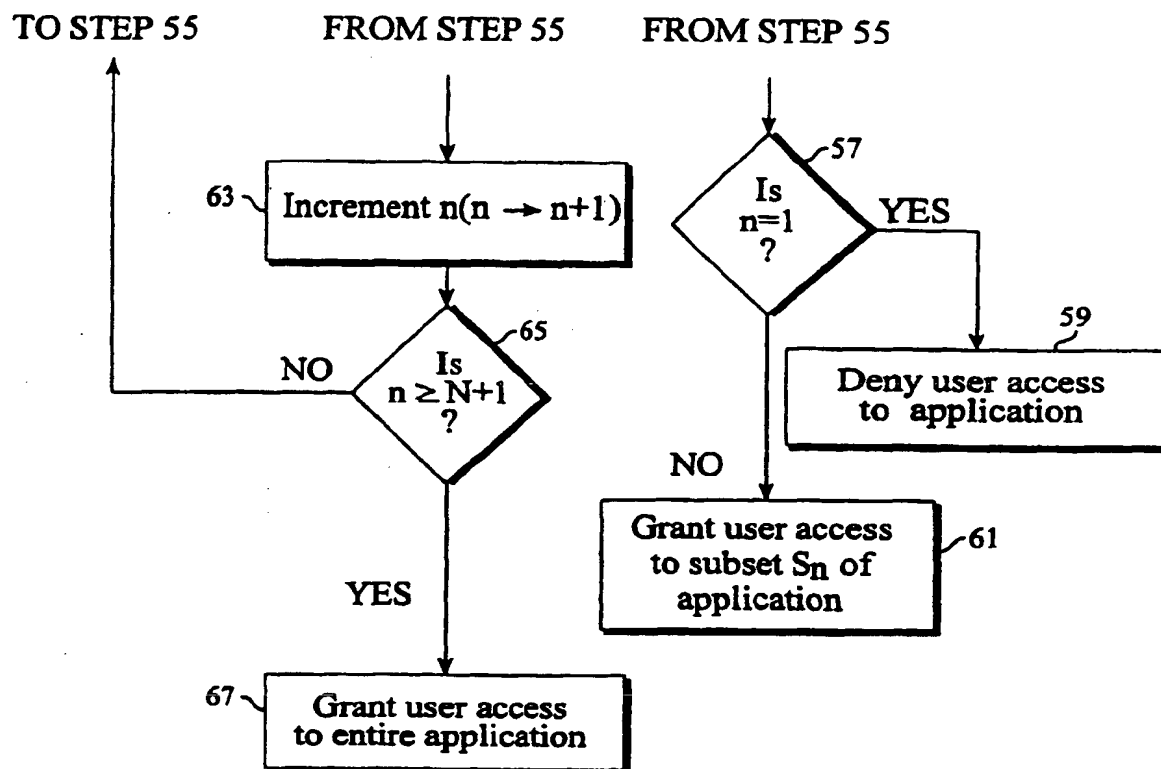 TO STEP 55
FROM STEP 55
FROM STEP 55
63
Increment n(n → n+1)
57
Is
n=1
?
YES
65
Is
n ≥ N+1
?
NO
59
Deny user access
to application
NO
Grant user access
to subset Sn of
application
61
YES
67
Grant user access
to entire application